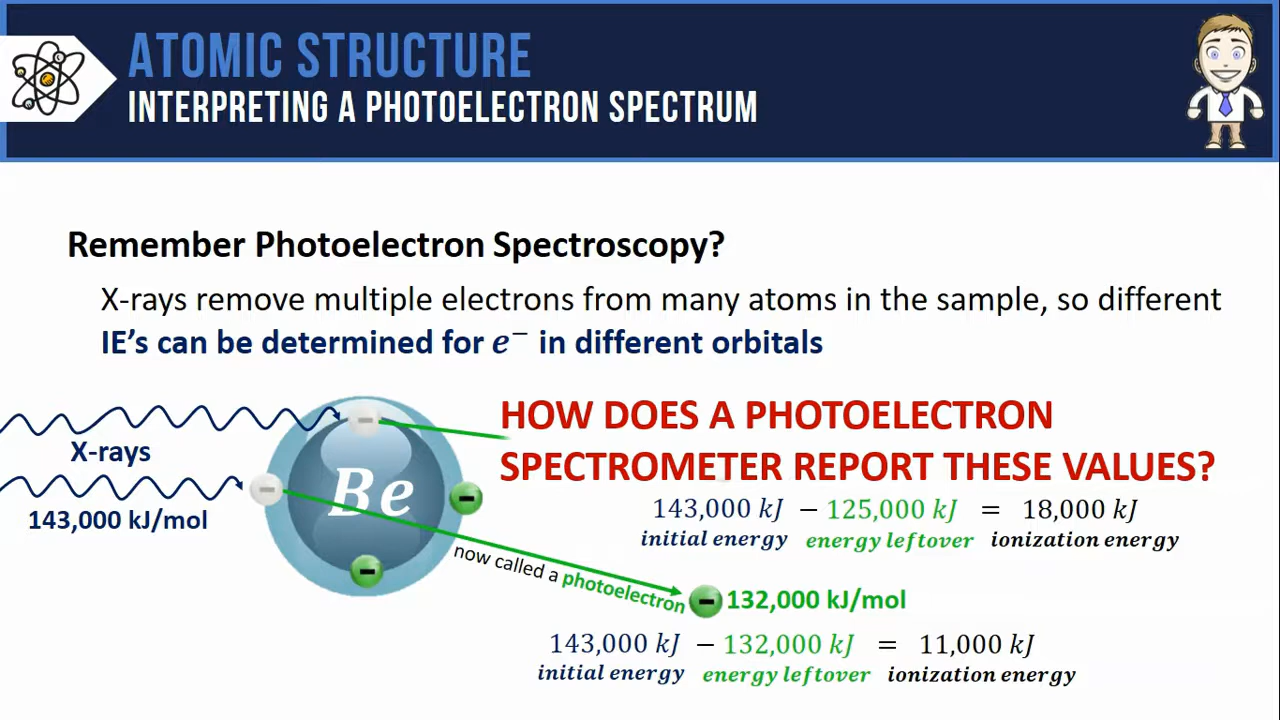 ATOMIC STRUCTURE
INTERPRETING A PHOTOELECTRON SPECTRUM
Remember Photoelectron Spectroscopy?
X-rays remove multiple electrons from many atoms in the sample, so different
IE's can be determined for e⁻ in different orbitals
HOW DOES A PHOTOELECTRON
SPECTROMETER REPORT THESE VALUES?
X-rays
143,000 kJ/mol
Be
143,000 kJ − 125,000 kJ = 18,000 kJ
initial energy energy leftover ionization energy
now called a photoelectron
132,000 kJ/mol
143,000 kJ − 132,000 kJ = 11,000 kJ
initial energy energy leftover ionization energy